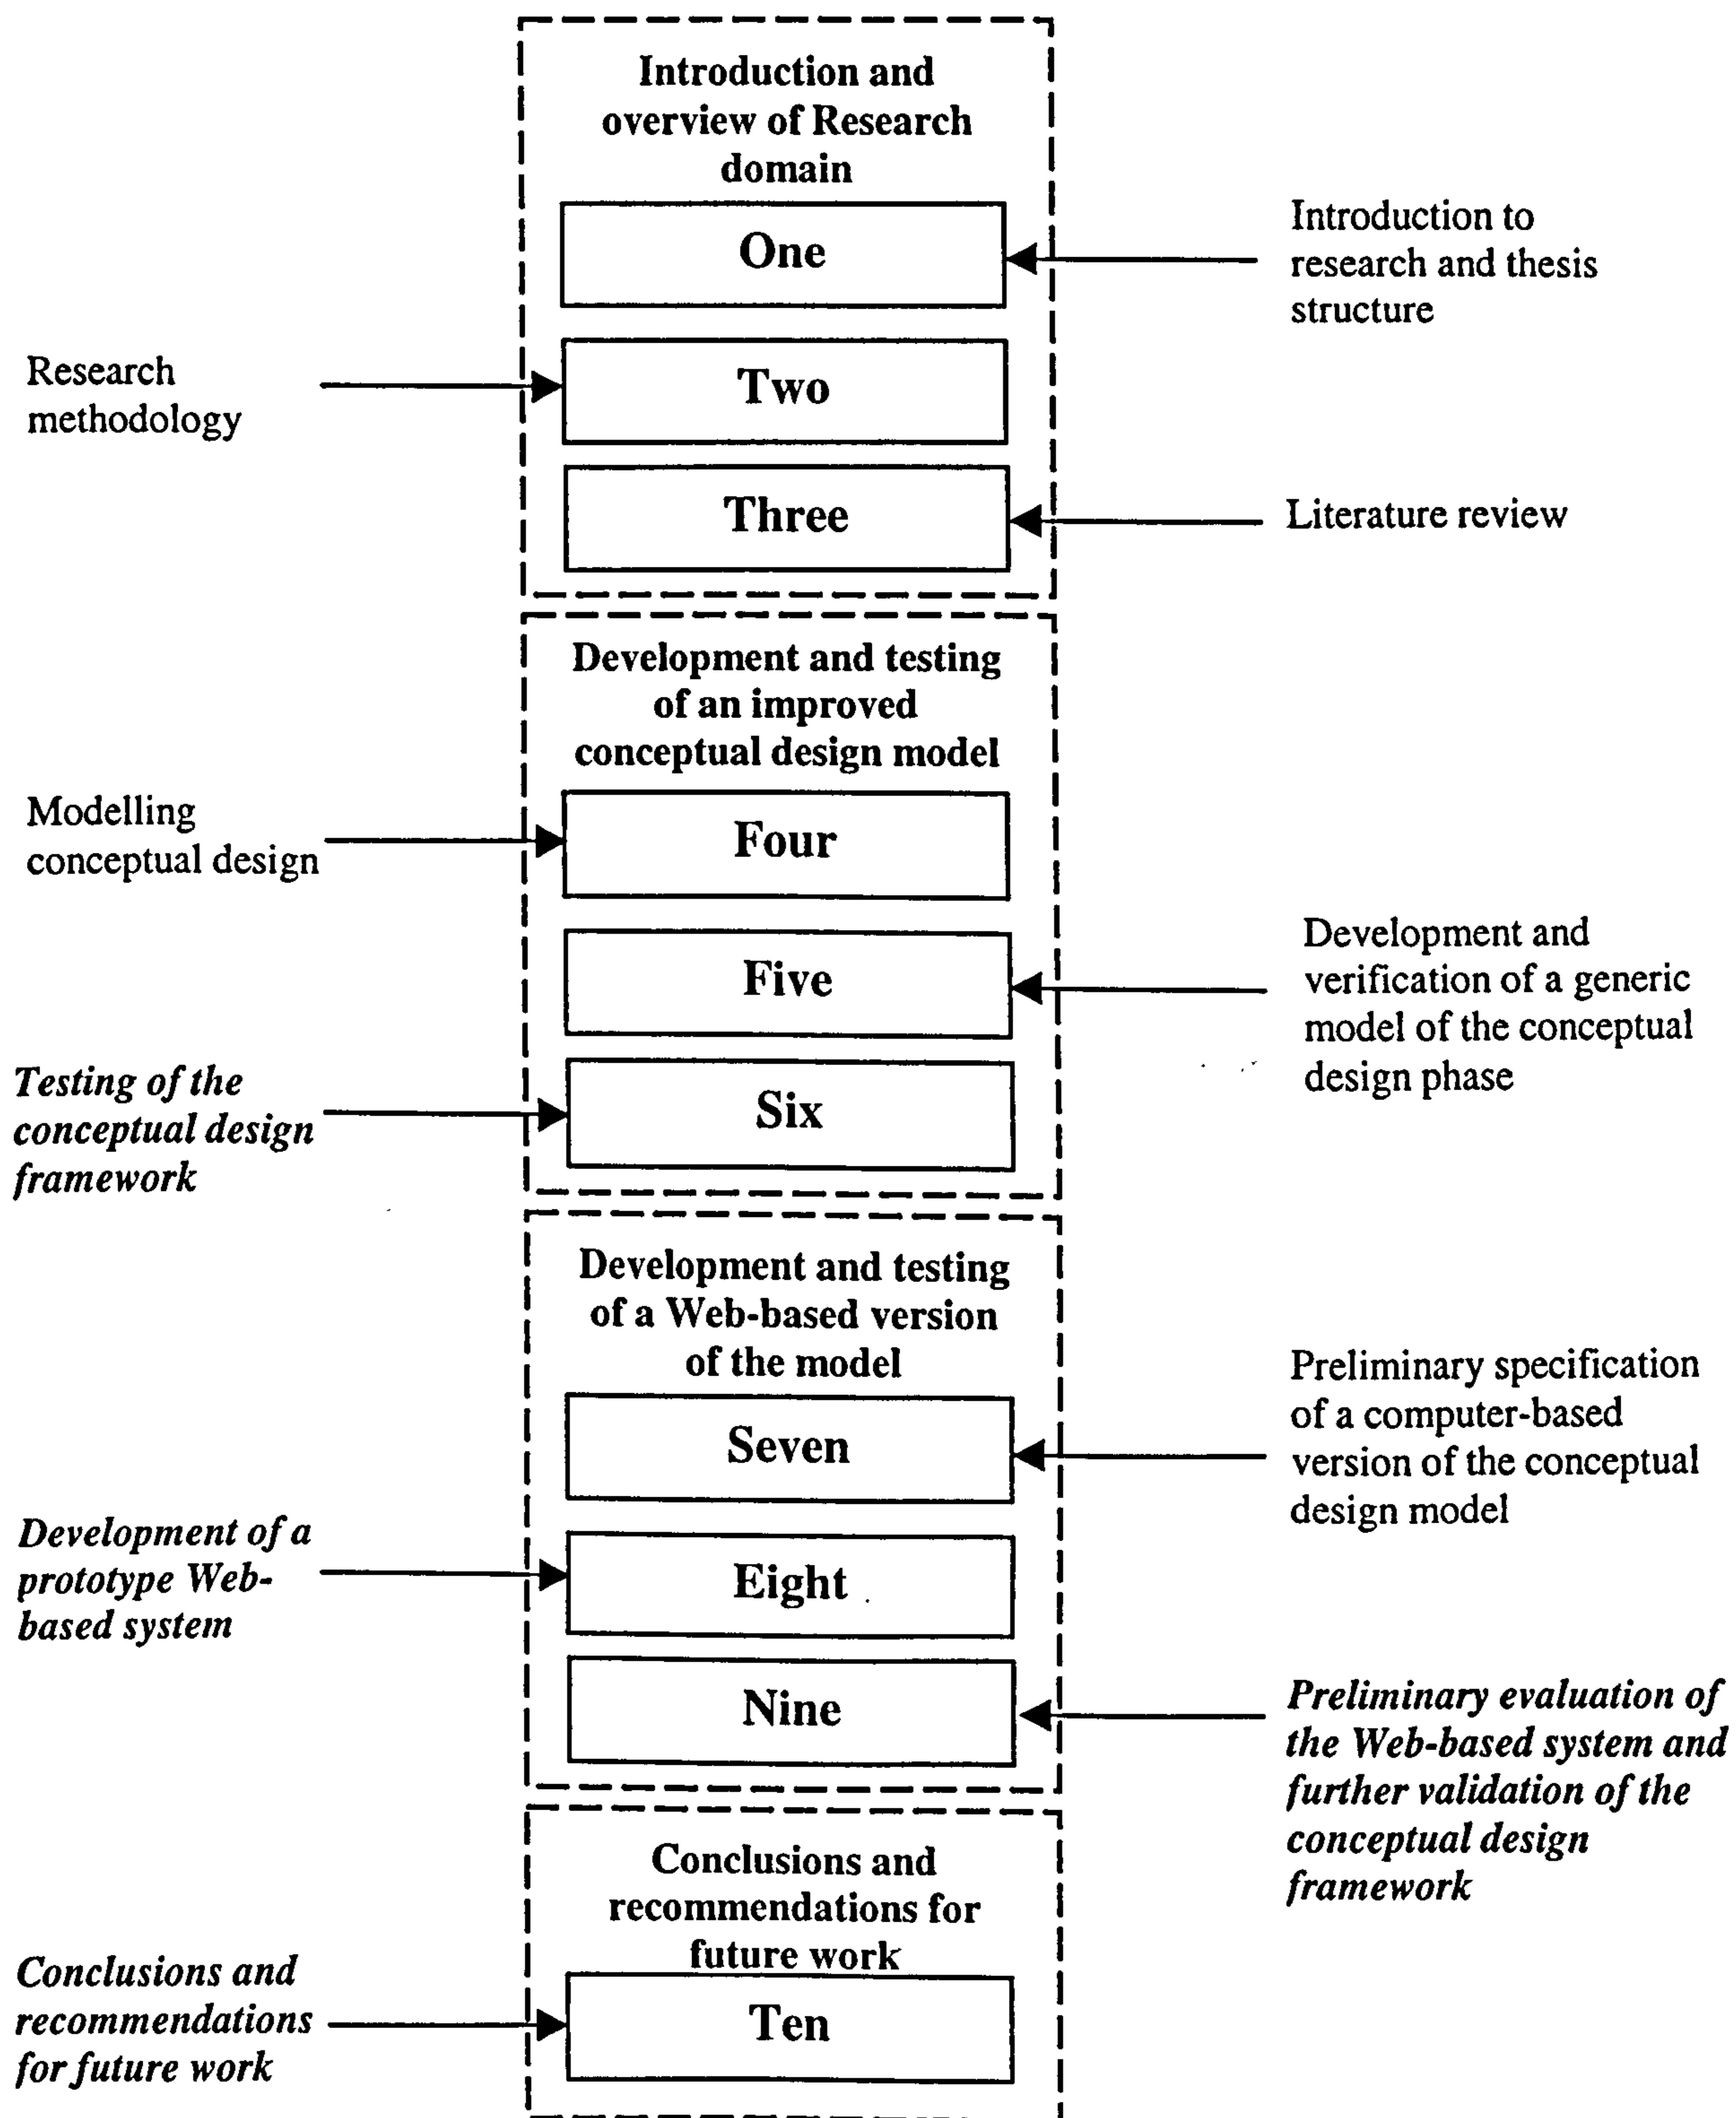 Introduction and
overview of Research
domain
One
Introduction to
research and thesis
structure
Research
methodology
Two
Three
Literature review
Development and testing
of an improved
conceptual design model
Modelling
conceptual design
Four
Five
Development and
verification of a generic
model of the conceptual
design phase
Testing of the
conceptual design
framework
Six
Development and testing
of a Web-based version
of the model
Seven
Preliminary specification
of a computer-based
version of the conceptual
design model
Development of a
prototype Web-
based system
Eight
Nine
Preliminary evaluation of
the Web-based system and
further validation of the
conceptual design
framework
Conclusions and
recommendations for
future work
Conclusions and
recommendations
for future work
Ten